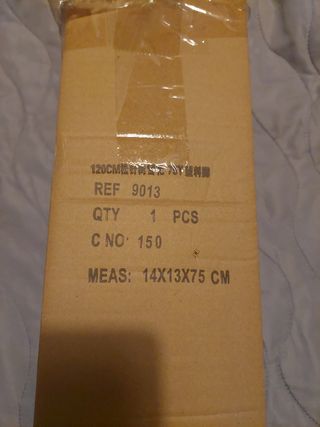 120CM
REF 9013
QTY 1 PCS
C NO: 150
MEAS: 14X13X75 CM